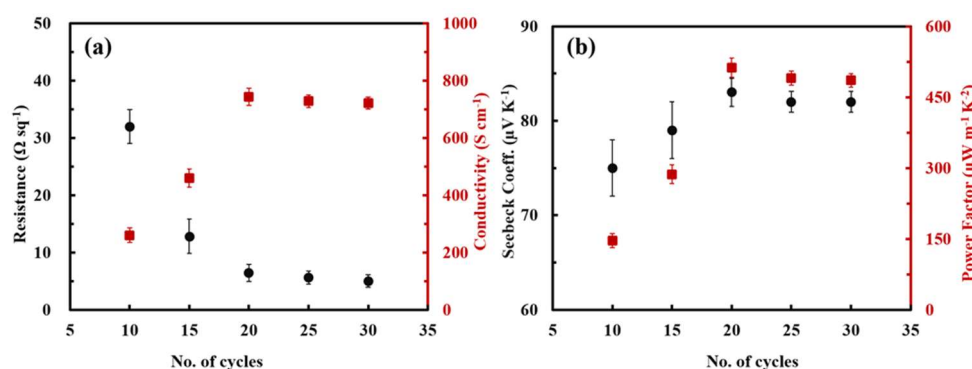 (a)
Resistance (Ω sq⁻¹)
50
40
30
20
10
0
1000
800
600
400
200
0
Conductivity (S cm⁻¹)
5 10 15 20 25 30 35
No. of cycles
(b)
Seebeck Coeff. (µV K⁻¹)
90
80
70
60
600
450
300
150
0
Power Factor (µW m⁻¹ K⁻²)
5 10 15 20 25 30 35
No. of cycles